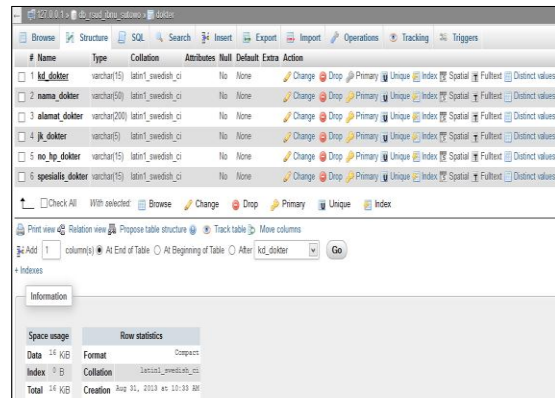 127.0.0.1 » db_rsud_ibnu_sutowo » dokter
Browse Structure SQL Search Insert Export Import Operations Tracking Triggers
# Name Type Collation Attributes Null Default Extra Action
1 kd_dokter varchar(15) latin1_swedish_ci No None Change Drop Primary Unique Index Spatial Fulltext Distinct values
2 nama_dokter varchar(50) latin1_swedish_ci No None Change Drop Primary Unique Index Spatial Fulltext Distinct values
3 alamat_dokter varchar(200) latin1_swedish_ci No None Change Drop Primary Unique Index Spatial Fulltext Distinct values
4 jk_dokter varchar(5) latin1_swedish_ci No None Change Drop Primary Unique Index Spatial Fulltext Distinct values
5 no_hp_dokter varchar(15) latin1_swedish_ci No None Change Drop Primary Unique Index Spatial Fulltext Distinct values
6 spesialis_dokter varchar(15) latin1_swedish_ci No None Change Drop Primary Unique Index Spatial Fulltext Distinct values
Check All With selected: Browse Change Drop Primary Unique Index
Print view Relation view Propose table structure Track table Move columns
Add 1 column(s) At End of Table At Beginning of Table After kd_dokter Go
+ Indexes
Information
Space usage Row statistics
Data 16 KiB Format Compact
Index 0 B Collation latin1_swedish_ci
Total 16 KiB Creation Aug 31, 2013 at 10:33 AM